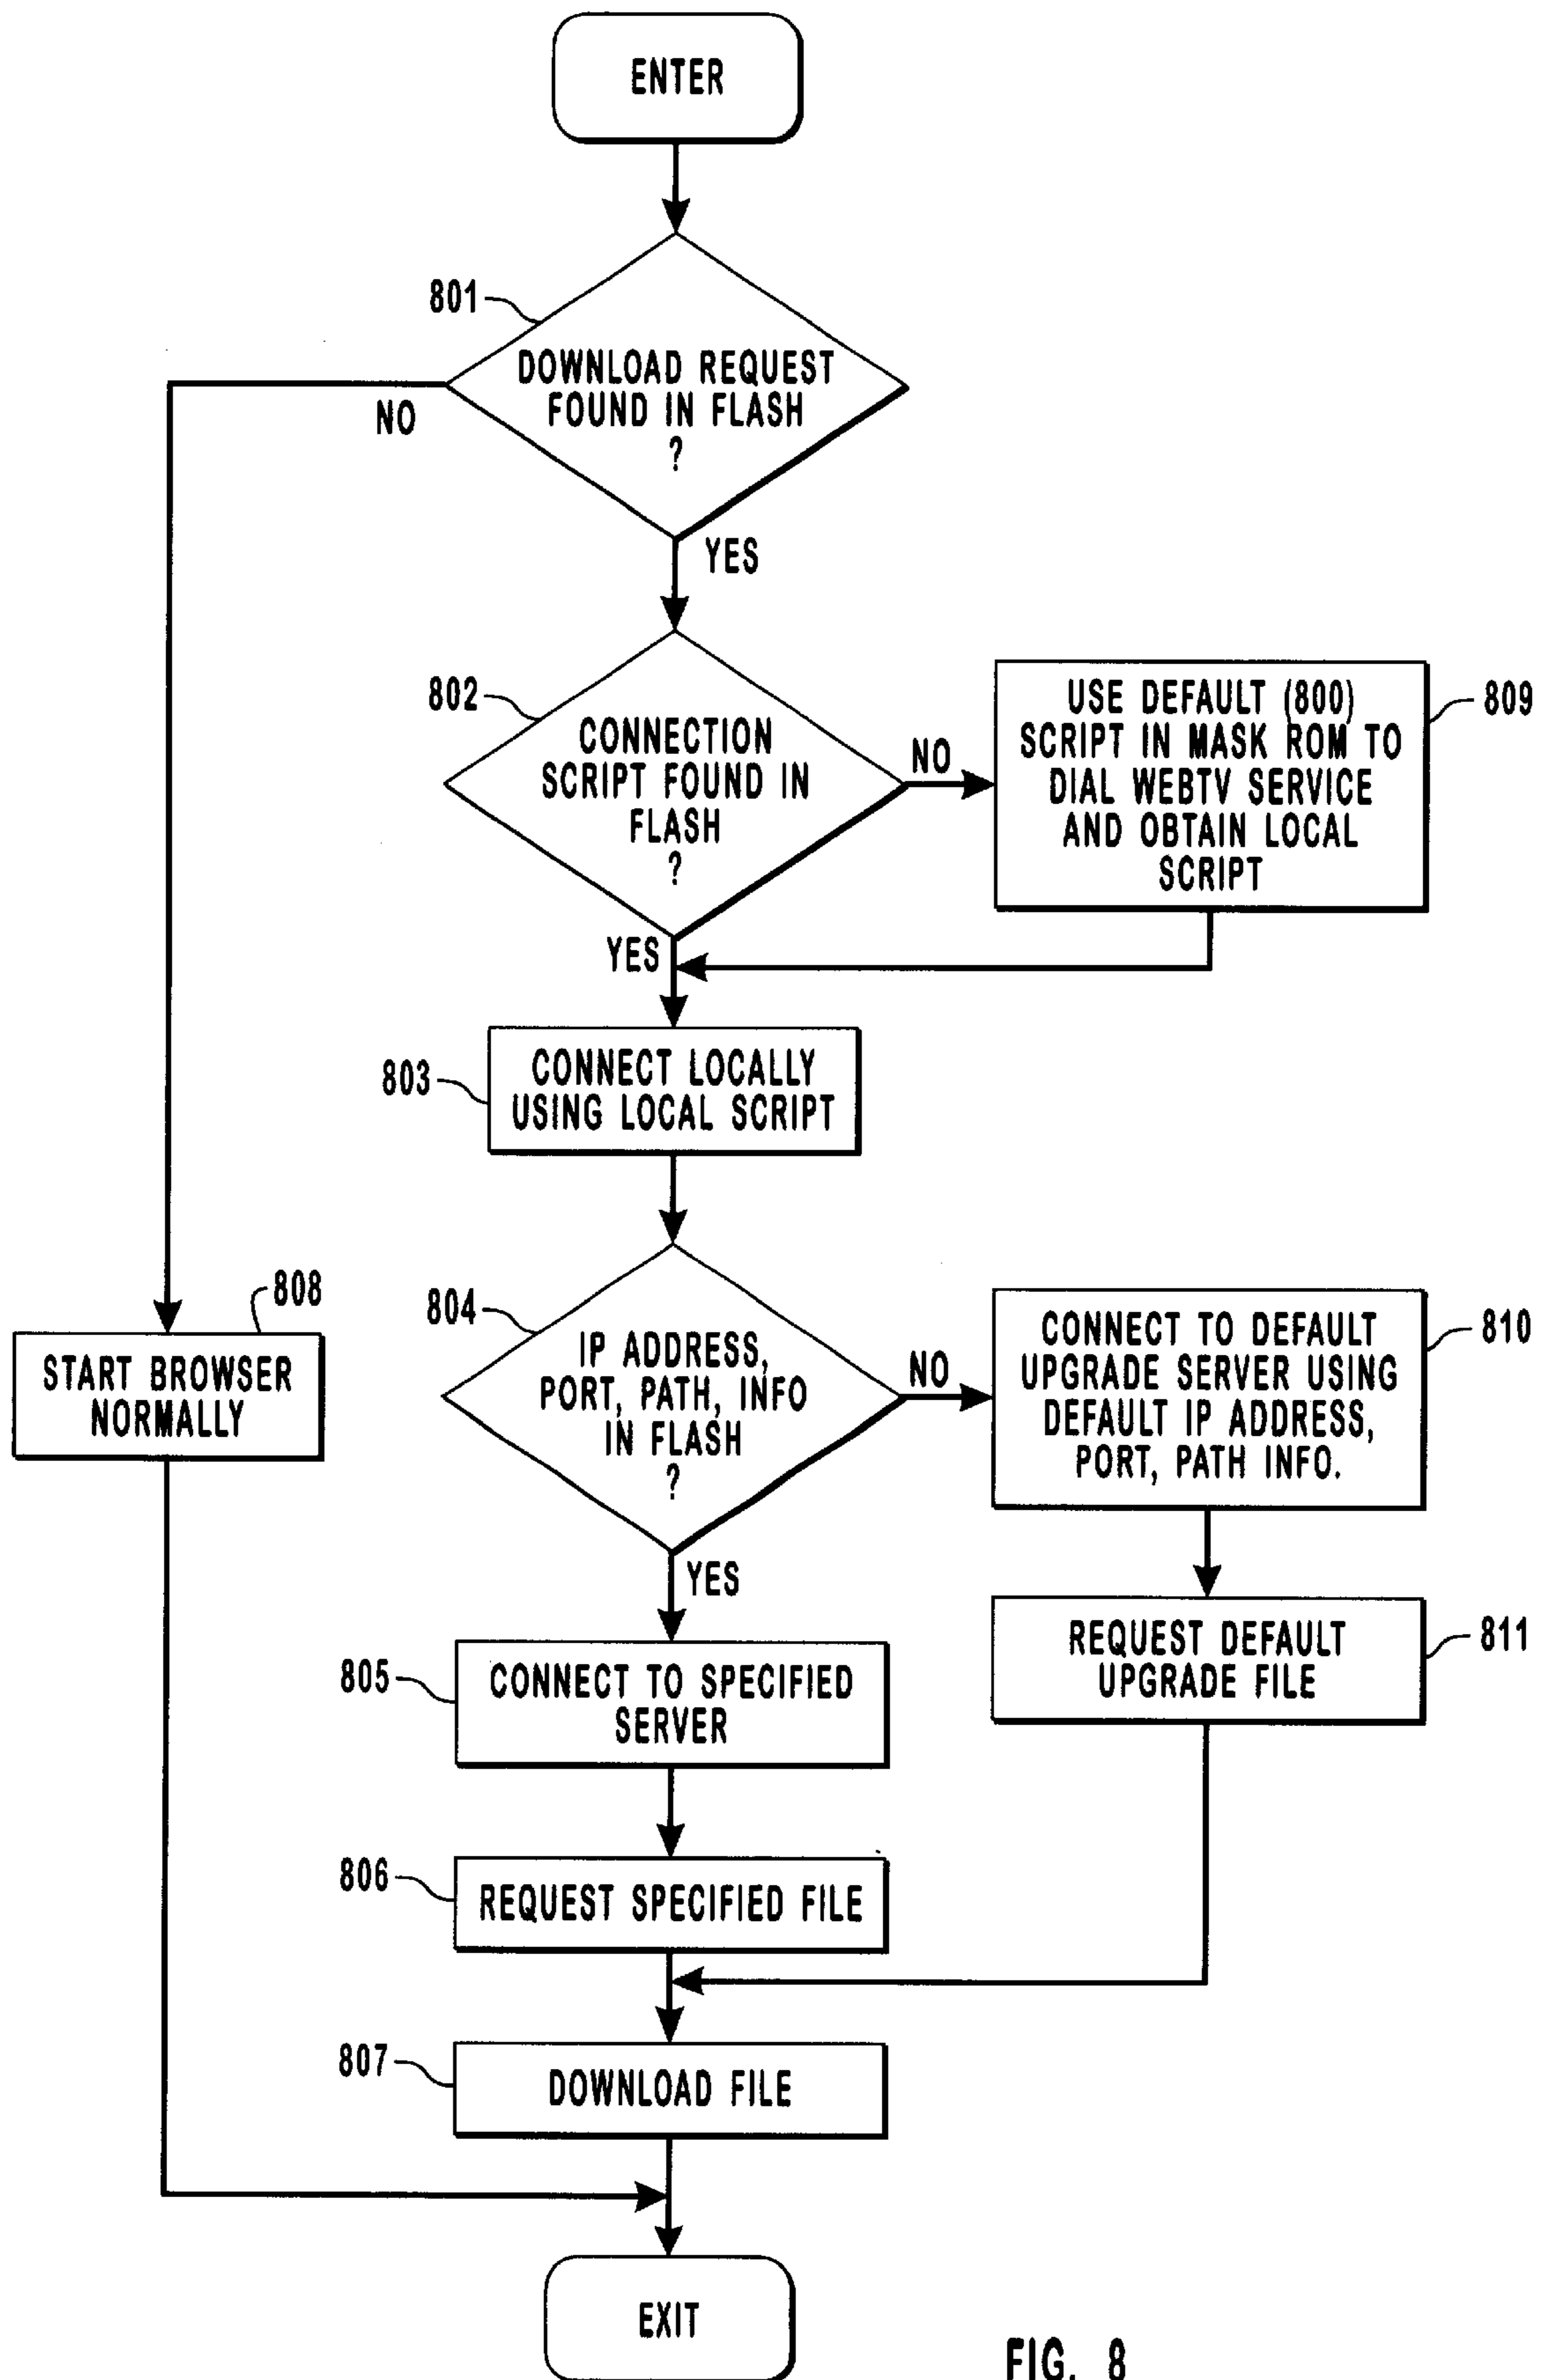 ENTER
801
DOWNLOAD REQUEST
FOUND IN FLASH
?
NO
YES
802
CONNECTION
SCRIPT FOUND IN
FLASH
?
NO
USE DEFAULT (800)
SCRIPT IN MASK ROM TO
DIAL WEBTV SERVICE
AND OBTAIN LOCAL
SCRIPT
809
YES
803
CONNECT LOCALLY
USING LOCAL SCRIPT
808
START BROWSER
NORMALLY
804
IP ADDRESS,
PORT, PATH, INFO
IN FLASH
?
NO
CONNECT TO DEFAULT
UPGRADE SERVER USING
DEFAULT IP ADDRESS,
PORT, PATH INFO.
810
YES
805
CONNECT TO SPECIFIED
SERVER
REQUEST DEFAULT
UPGRADE FILE
811
806
REQUEST SPECIFIED FILE
807
DOWNLOAD FILE
EXIT
FIG. 8